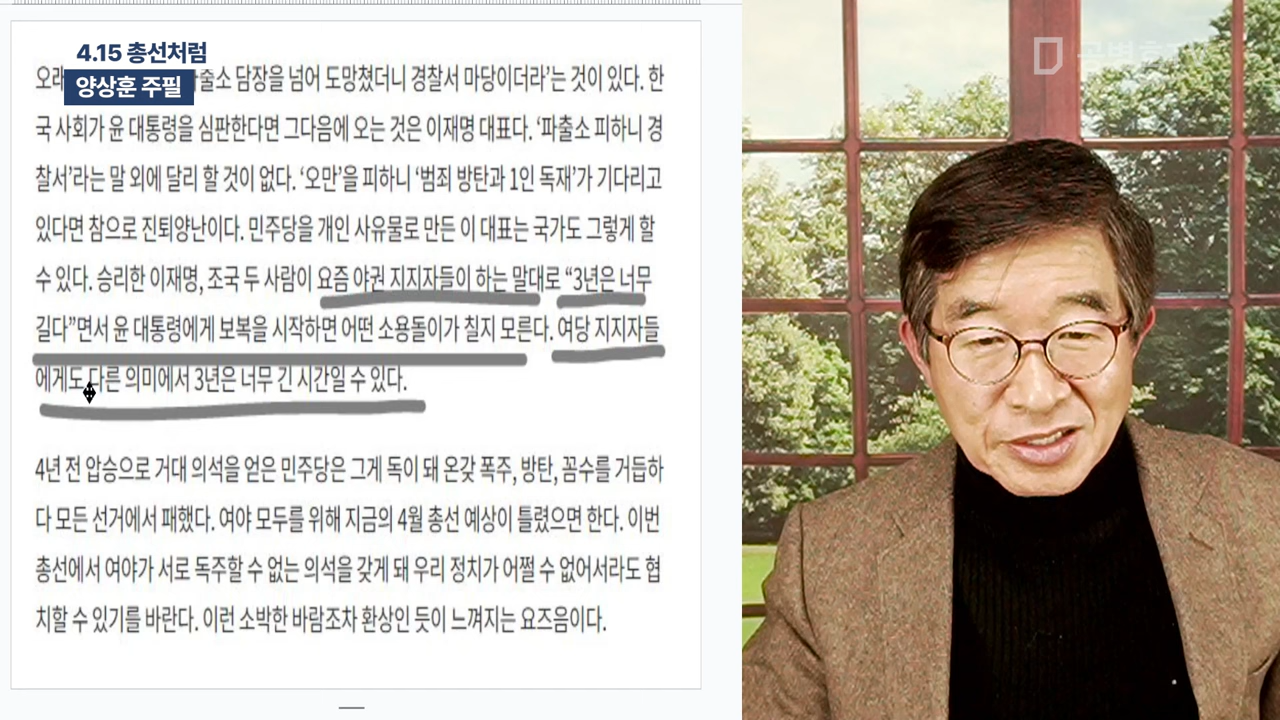 4.15 총선처럼
양상훈 주필
오래 출소 담장을 넘어 도망쳤더니 경찰서 마당이더라’는 것이 있다. 한
국 사회가 윤 대통령을 심판한다면 그다음에 오는 것은 이재명 대표다. ‘파출소 피하니 경
찰서’라는 말 외에 달리 할 것이 없다. ‘오만’을 피하니 ‘범죄 방탄과 1인 독재’가 기다리고
있다면 참으로 진퇴양난이다. 민주당을 개인 사유물로 만든 이 대표는 국가도 그렇게 할
수 있다. 승리한 이재명, 조국 두 사람이 요즘 야권 지지자들이 하는 말대로 “3년은 너무
길다”면서 윤 대통령에게 보복을 시작하면 어떤 소용돌이가 칠지 모른다. 여당 지지자들
에게도 다른 의미에서 3년은 너무 긴 시간일 수 있다.
4년 전 압승으로 거대 의석을 얻은 민주당은 그게 독이 돼 온갖 폭주, 방탄, 꼼수를 거듭하
다 모든 선거에서 패했다. 여야 모두를 위해 지금의 4월 총선 예상이 틀렸으면 한다. 이번
총선에서 여야가 서로 독주할 수 없는 의석을 갖게 돼 우리 정치가 어쩔 수 없어서라도 협
치할 수 있기를 바란다. 이런 소박한 바람조차 환상인 듯이 느껴지는 요즈음이다.